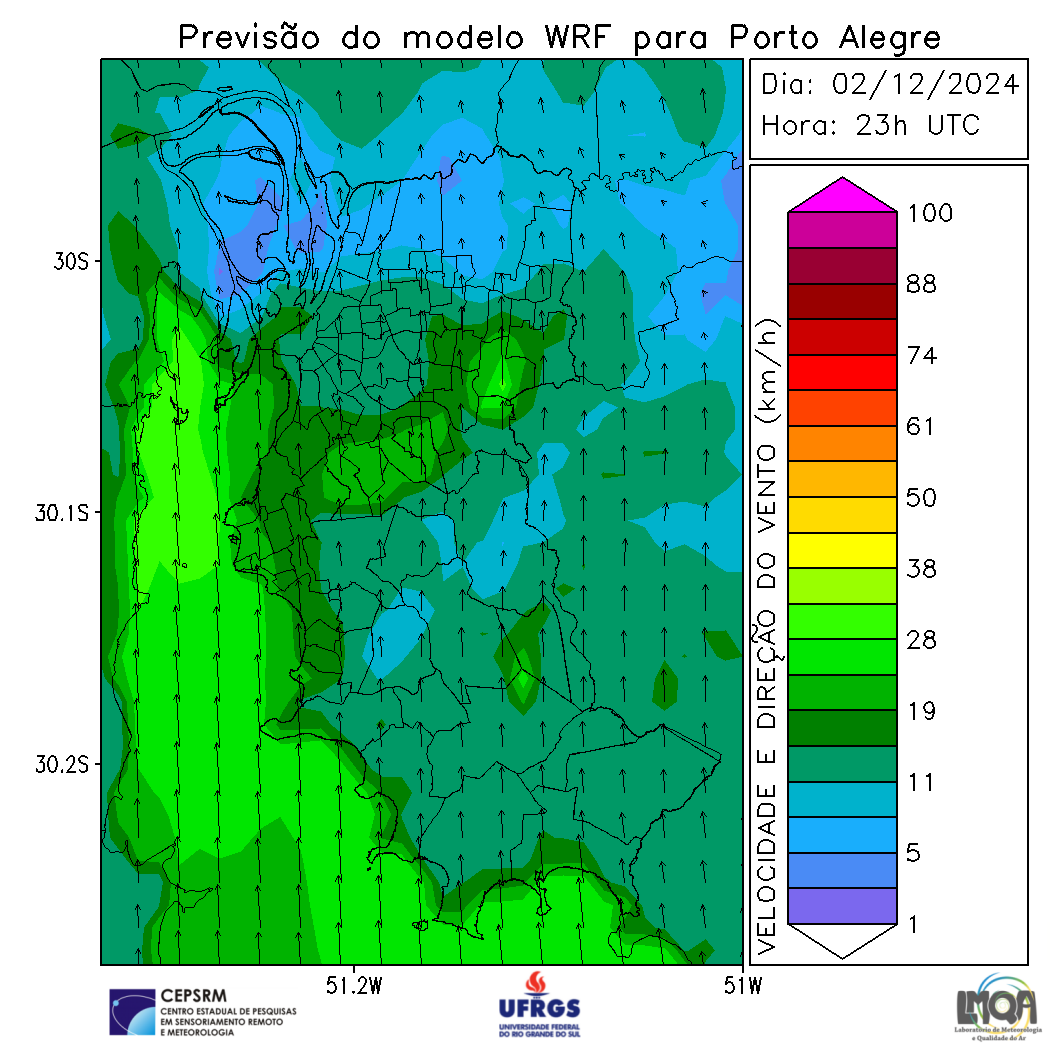 Previsão do modelo WRF para Porto Alegre
Dia: 02/12/2024
Hora: 23h UTC
30S
30.1S
30.2S
51.2W
51W
VELOCIDADE E DIREÇÃO DO VENTO (km/h)
100
88
74
61
50
38
28
19
11
5
1
CEPSRM
CENTRO ESTADUAL DE PESQUISAS
EM SENSORIAMENTO REMOTO
E METEOROLOGIA
UFRGS
UNIVERSIDADE FEDERAL
DO RIO GRANDE DO SUL
LMQA
Laboratório de Meteorologia
e Qualidade do Ar